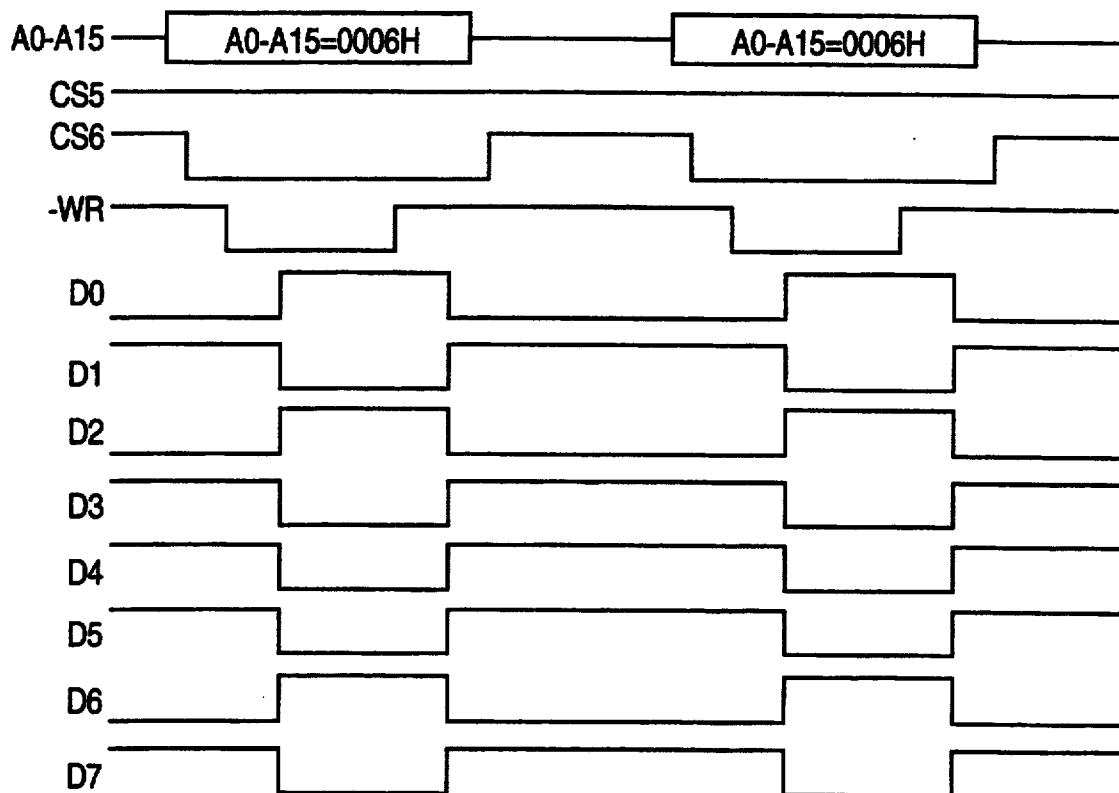 A0-A15 A0-A15=0006H A0-A15=0006H
CS5
CS6
-WR
D0
D1
D2
D3
D4
D5
D6
D7